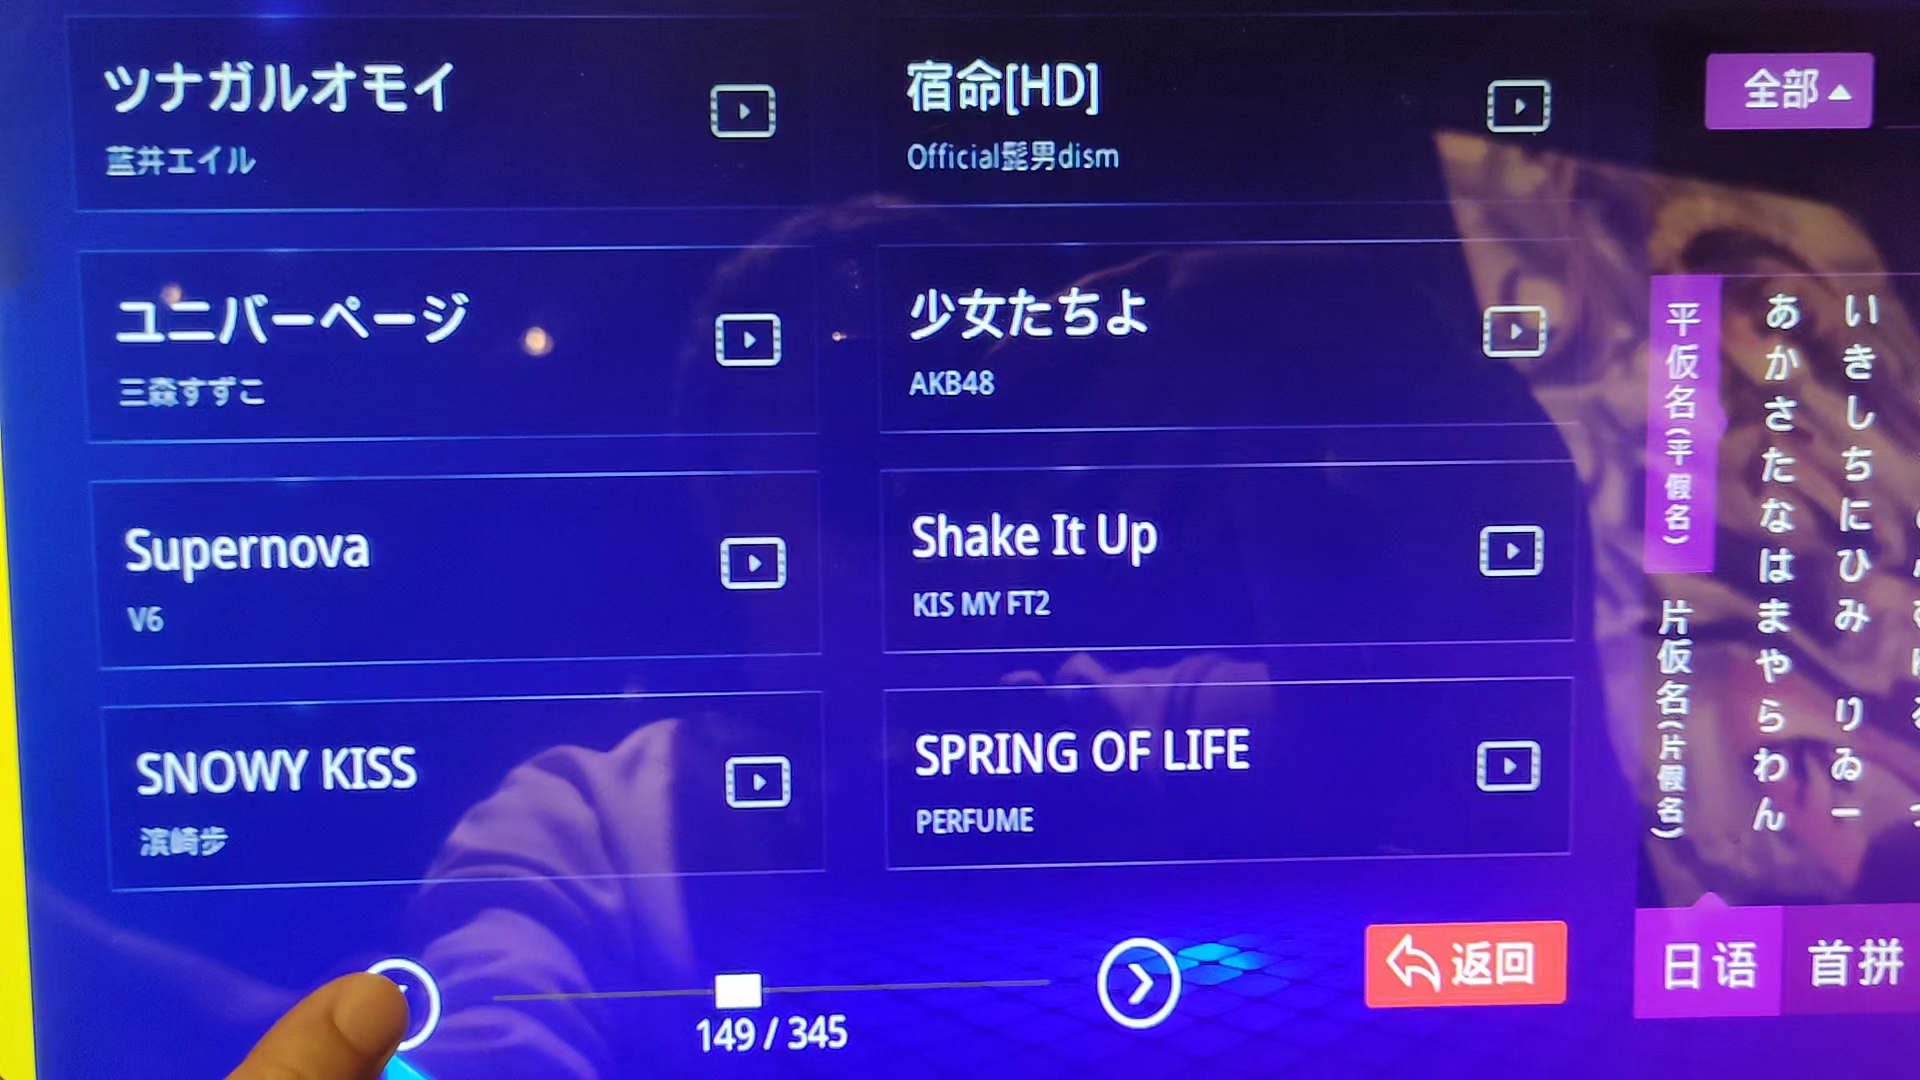 ツナガルオモイ
蓝井エイル
宿命[HD]
Official髭男dism
ユニバーページ
三森すずこ
少女たちよ
AKB48
Supernova
V6
Shake It Up
KIS MY FT2
SNOWY KISS
滨崎步
SPRING OF LIFE
PERFUME
149 / 345
返回
全部
平仮名(平假名)
片仮名(片假名)
あかさたなはまやらわん
いきしちにひみ りゐー
日语
首拼